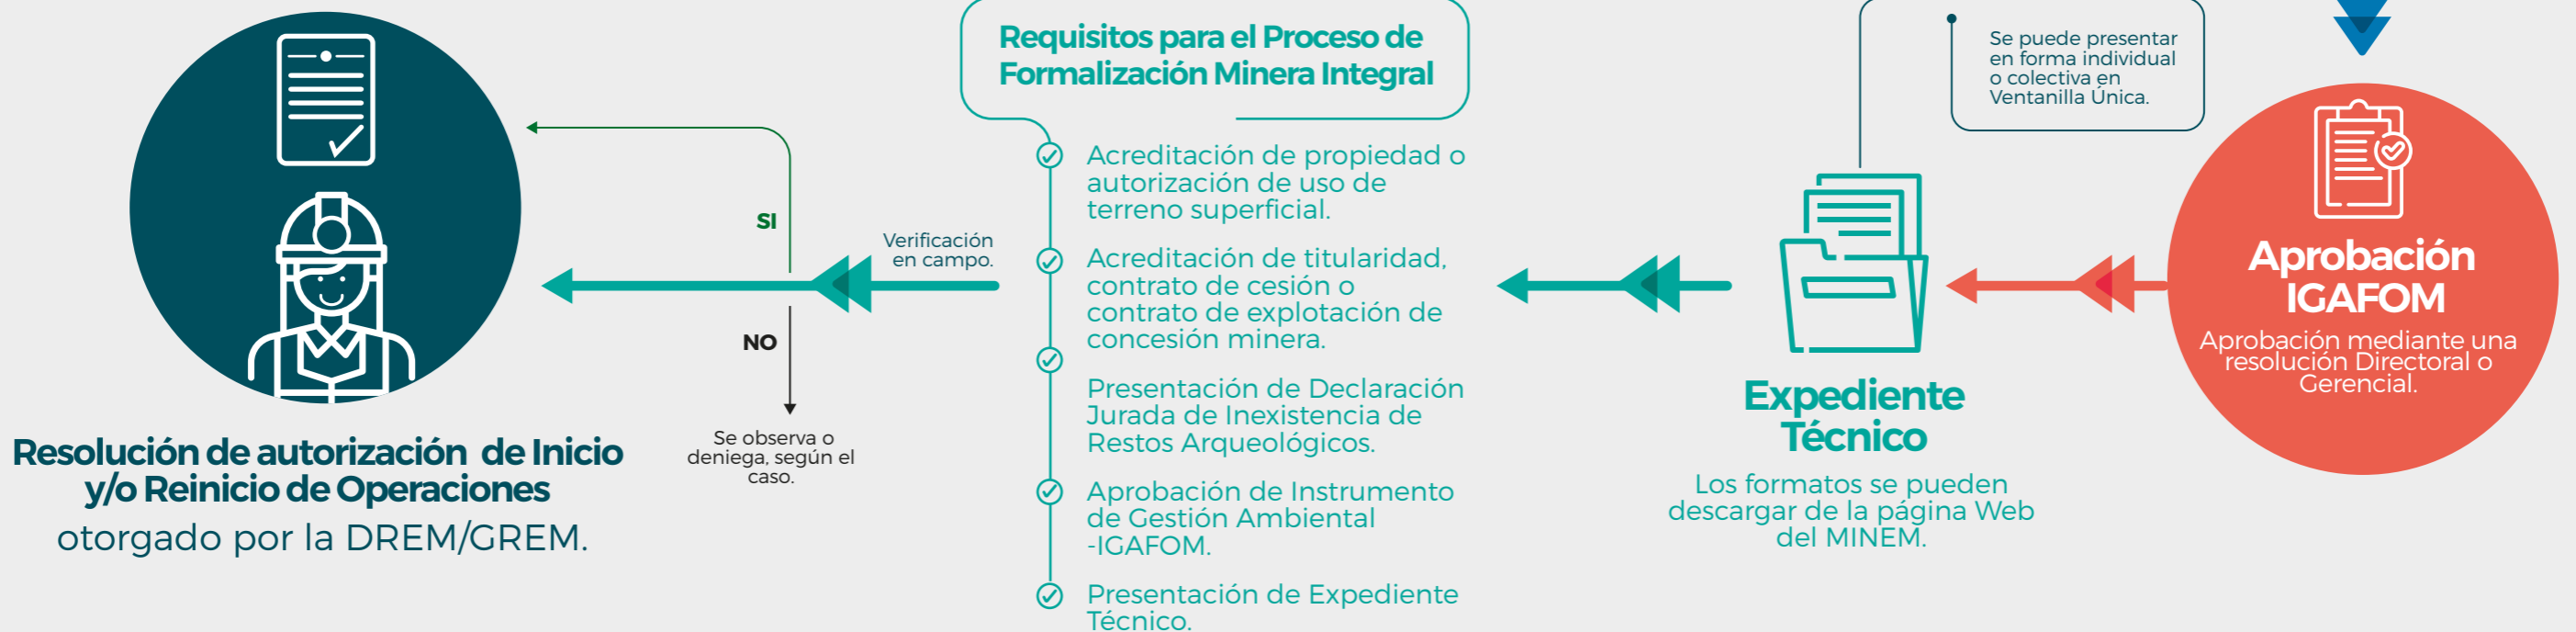 Requisitos para el Proceso de
Formalización Minera Integral
Acreditación de propiedad o
autorización de uso de
terreno superficial.
Acreditación de titularidad,
contrato de cesión o
contrato de explotación de
concesión minera.
Presentación de Declaración
Jurada de Inexistencia de
Restos Arqueológicos.
Aprobación de Instrumento
de Gestión Ambiental
-IGAFOM.
Presentación de Expediente
Técnico.
SI
Verificación
en campo.
NO
Se observa o
deniega, según el
caso.
Resolución de autorización de Inicio
y/o Reinicio de Operaciones
otorgado por la DREM/GREM.
Se puede presentar
en forma individual
o colectiva en
Ventanilla Única.
Expediente
Técnico
Los formatos se pueden
descargar de la página Web
del MINEM.
Aprobación
IGAFOM
Aprobación mediante una
resolución Directoral o
Gerencial.